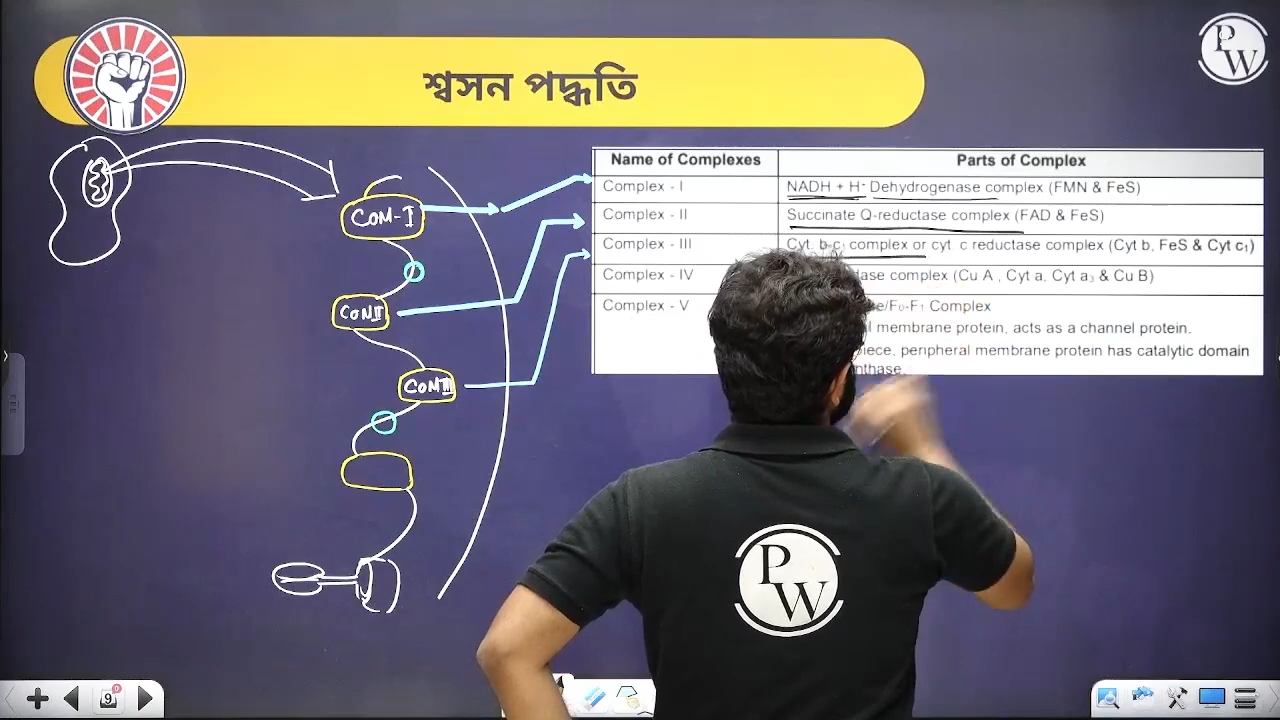 শ্বসন পদ্ধতি
PW
Name of Complexes Parts of Complex
Complex - I NADH + H+ Dehydrogenase complex (FMN & FeS)
Complex - II Succinate Q-reductase complex (FAD & FeS)
Complex - III Cyt. b-c₁ complex or cyt. c reductase complex (Cyt b, FeS & Cyt c₁)
Complex - IV complex (Cu A , Cyt a, Cyt a₃ & Cu B)
Complex - V F₀-F₁ Complex
membrane protein, acts as a channel protein.
peripheral membrane protein has catalytic domain
COM-I
COM II
COM III
PW
9